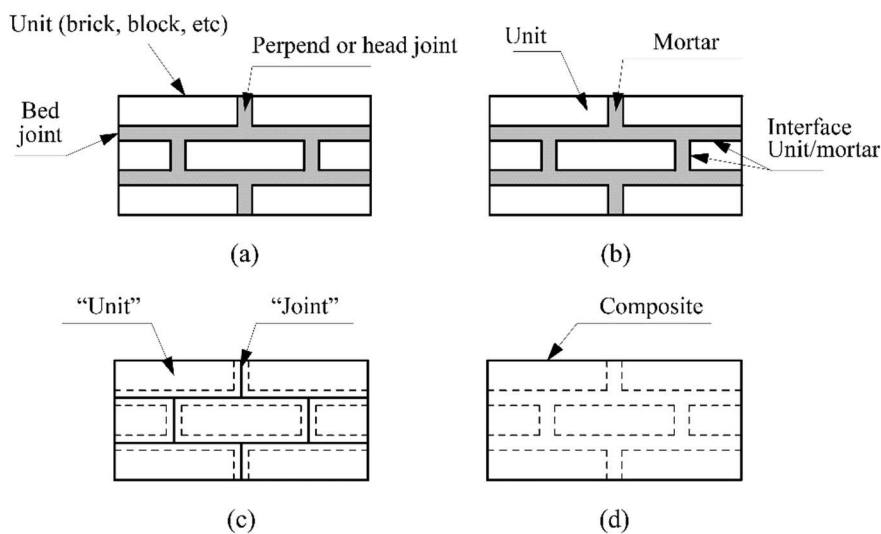 Unit (brick, block, etc)
Perpend or head joint
Bed
joint
(a)
Unit
Mortar
Interface
Unit/mortar
(b)
“Unit”
“Joint”
(c)
Composite
(d)